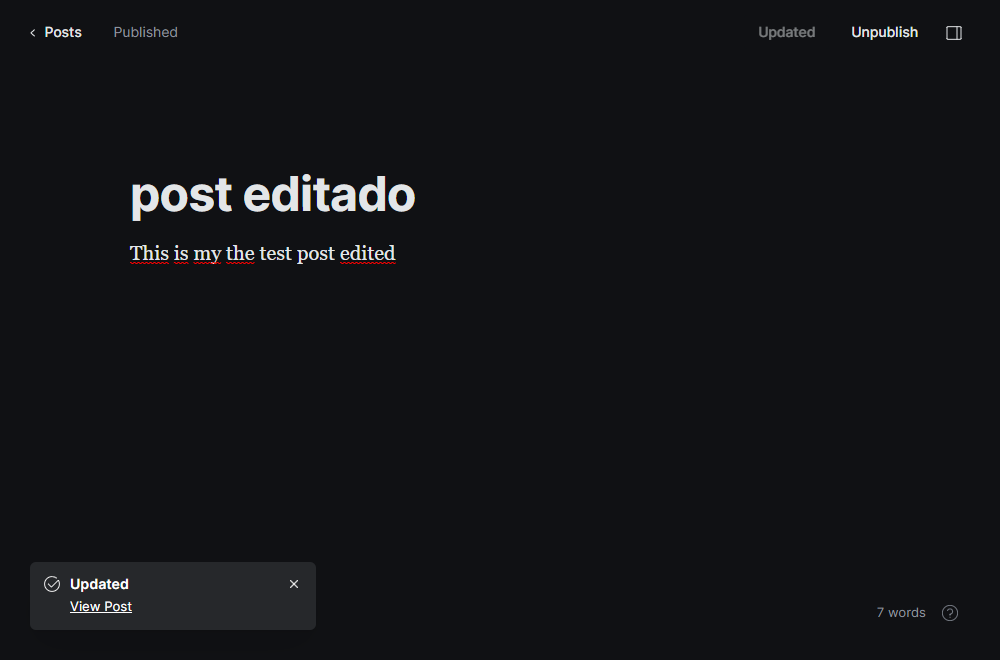 Posts Published Updated Unpublish
post editado
This is my the test post edited
Updated
View Post
7 words ?